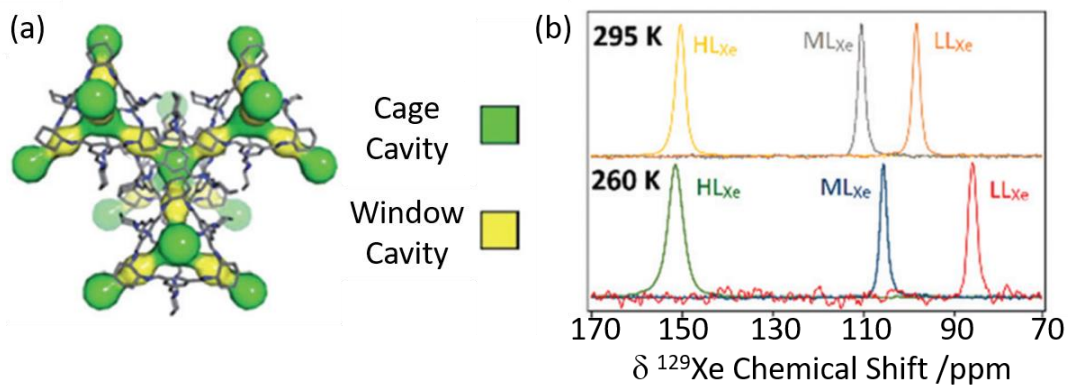 (a)
Cage
Cavity
Window
Cavity
(b)
295 K
HLXe
MLXe
LLXe
260 K
HLXe
MLXe
LLXe
170 150 130 110 90 70
δ ¹²⁹Xe Chemical Shift /ppm